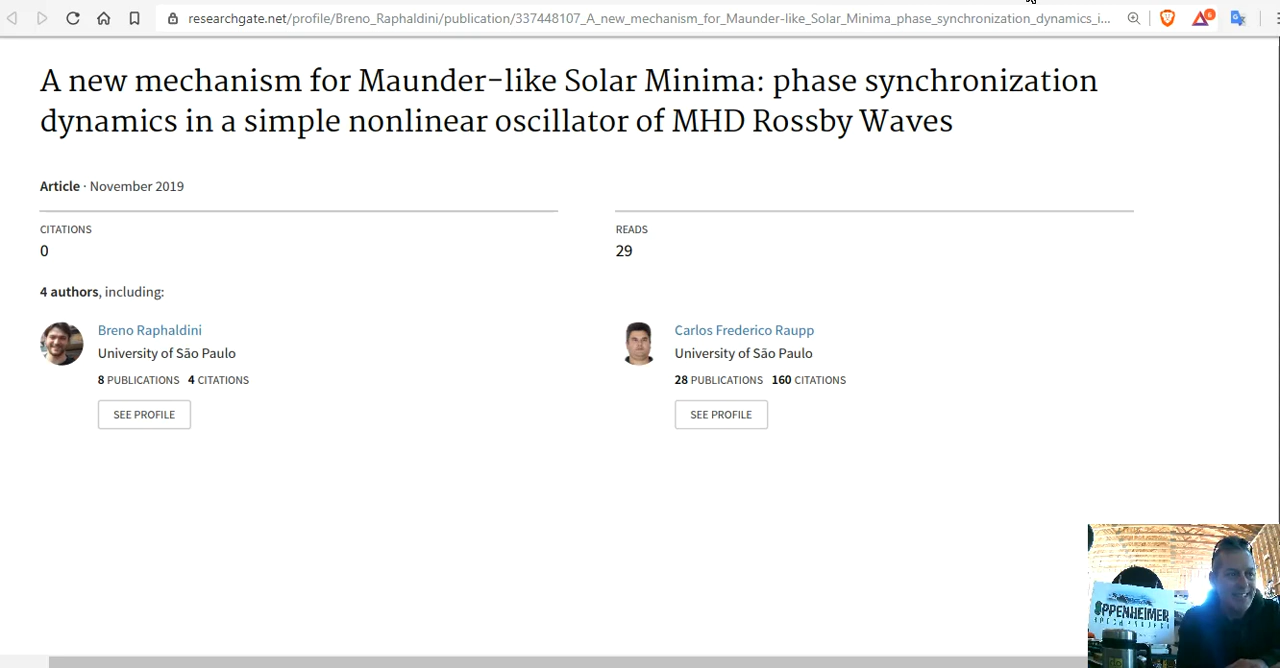 researchgate.net/profile/Breno_Raphaldini/publication/337448107_A_new_mechanism_for_Maunder-like_Solar_Minima_phase_synchronization_dynamics_i...
6
A new mechanism for Maunder-like Solar Minima: phase synchronization
dynamics in a simple nonlinear oscillator of MHD Rossby Waves
Article · November 2019
CITATIONS
0
READS
29
4 authors, including:
Breno Raphaldini
University of São Paulo
8 PUBLICATIONS 4 CITATIONS
SEE PROFILE
Carlos Frederico Raupp
University of São Paulo
28 PUBLICATIONS 160 CITATIONS
SEE PROFILE
OPPENHEIMER